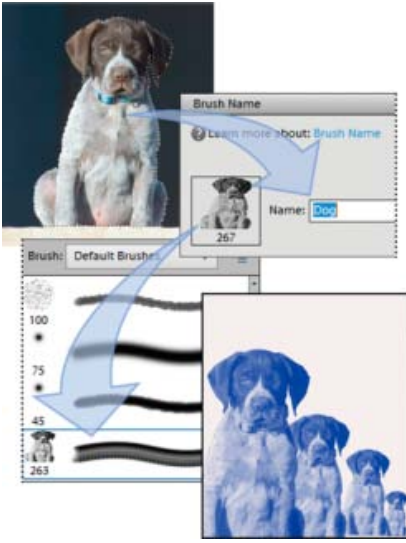 Brush Name
Learn more about: Brush Name
Name: Dog
267
Brush: Default Brushes
100
75
45
263